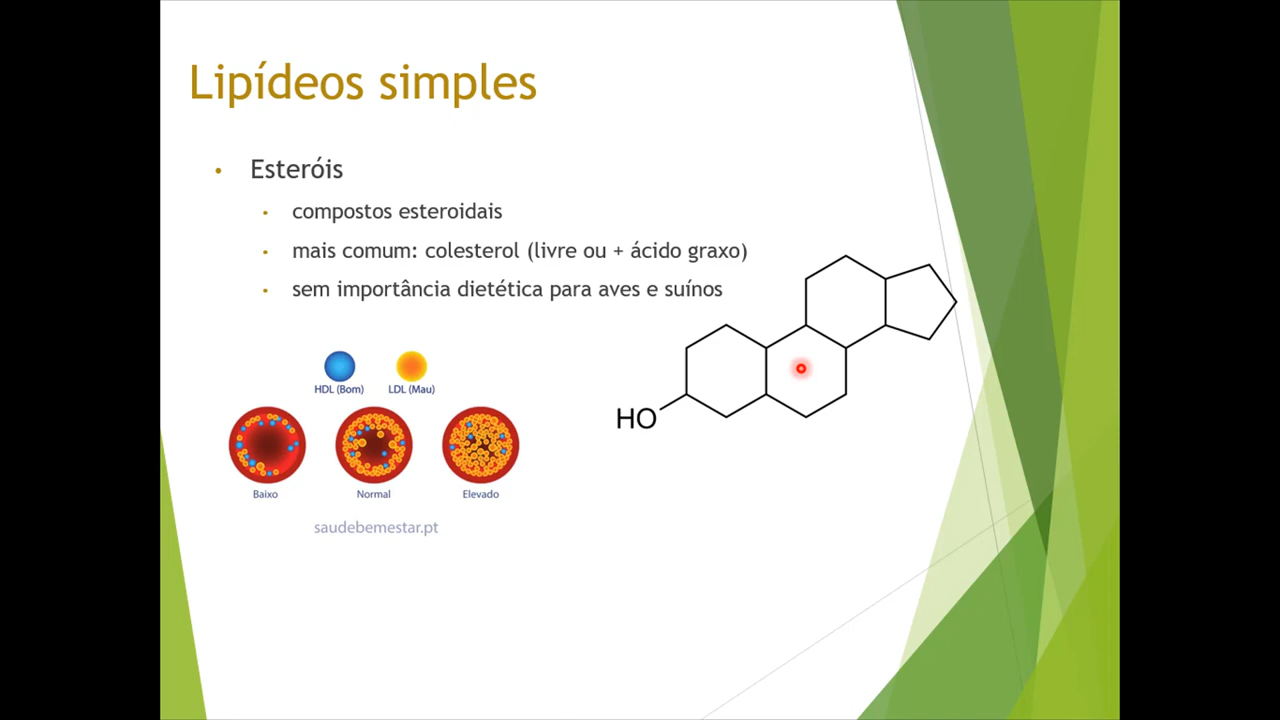 Lipídeos simples
• Esteróis
• compostos esteroidais
• mais comum: colesterol (livre ou + ácido graxo)
• sem importância dietética para aves e suínos
HO
HDL (Bom) LDL (Mau)
Baixo Normal Elevado
saudebemestar.pt